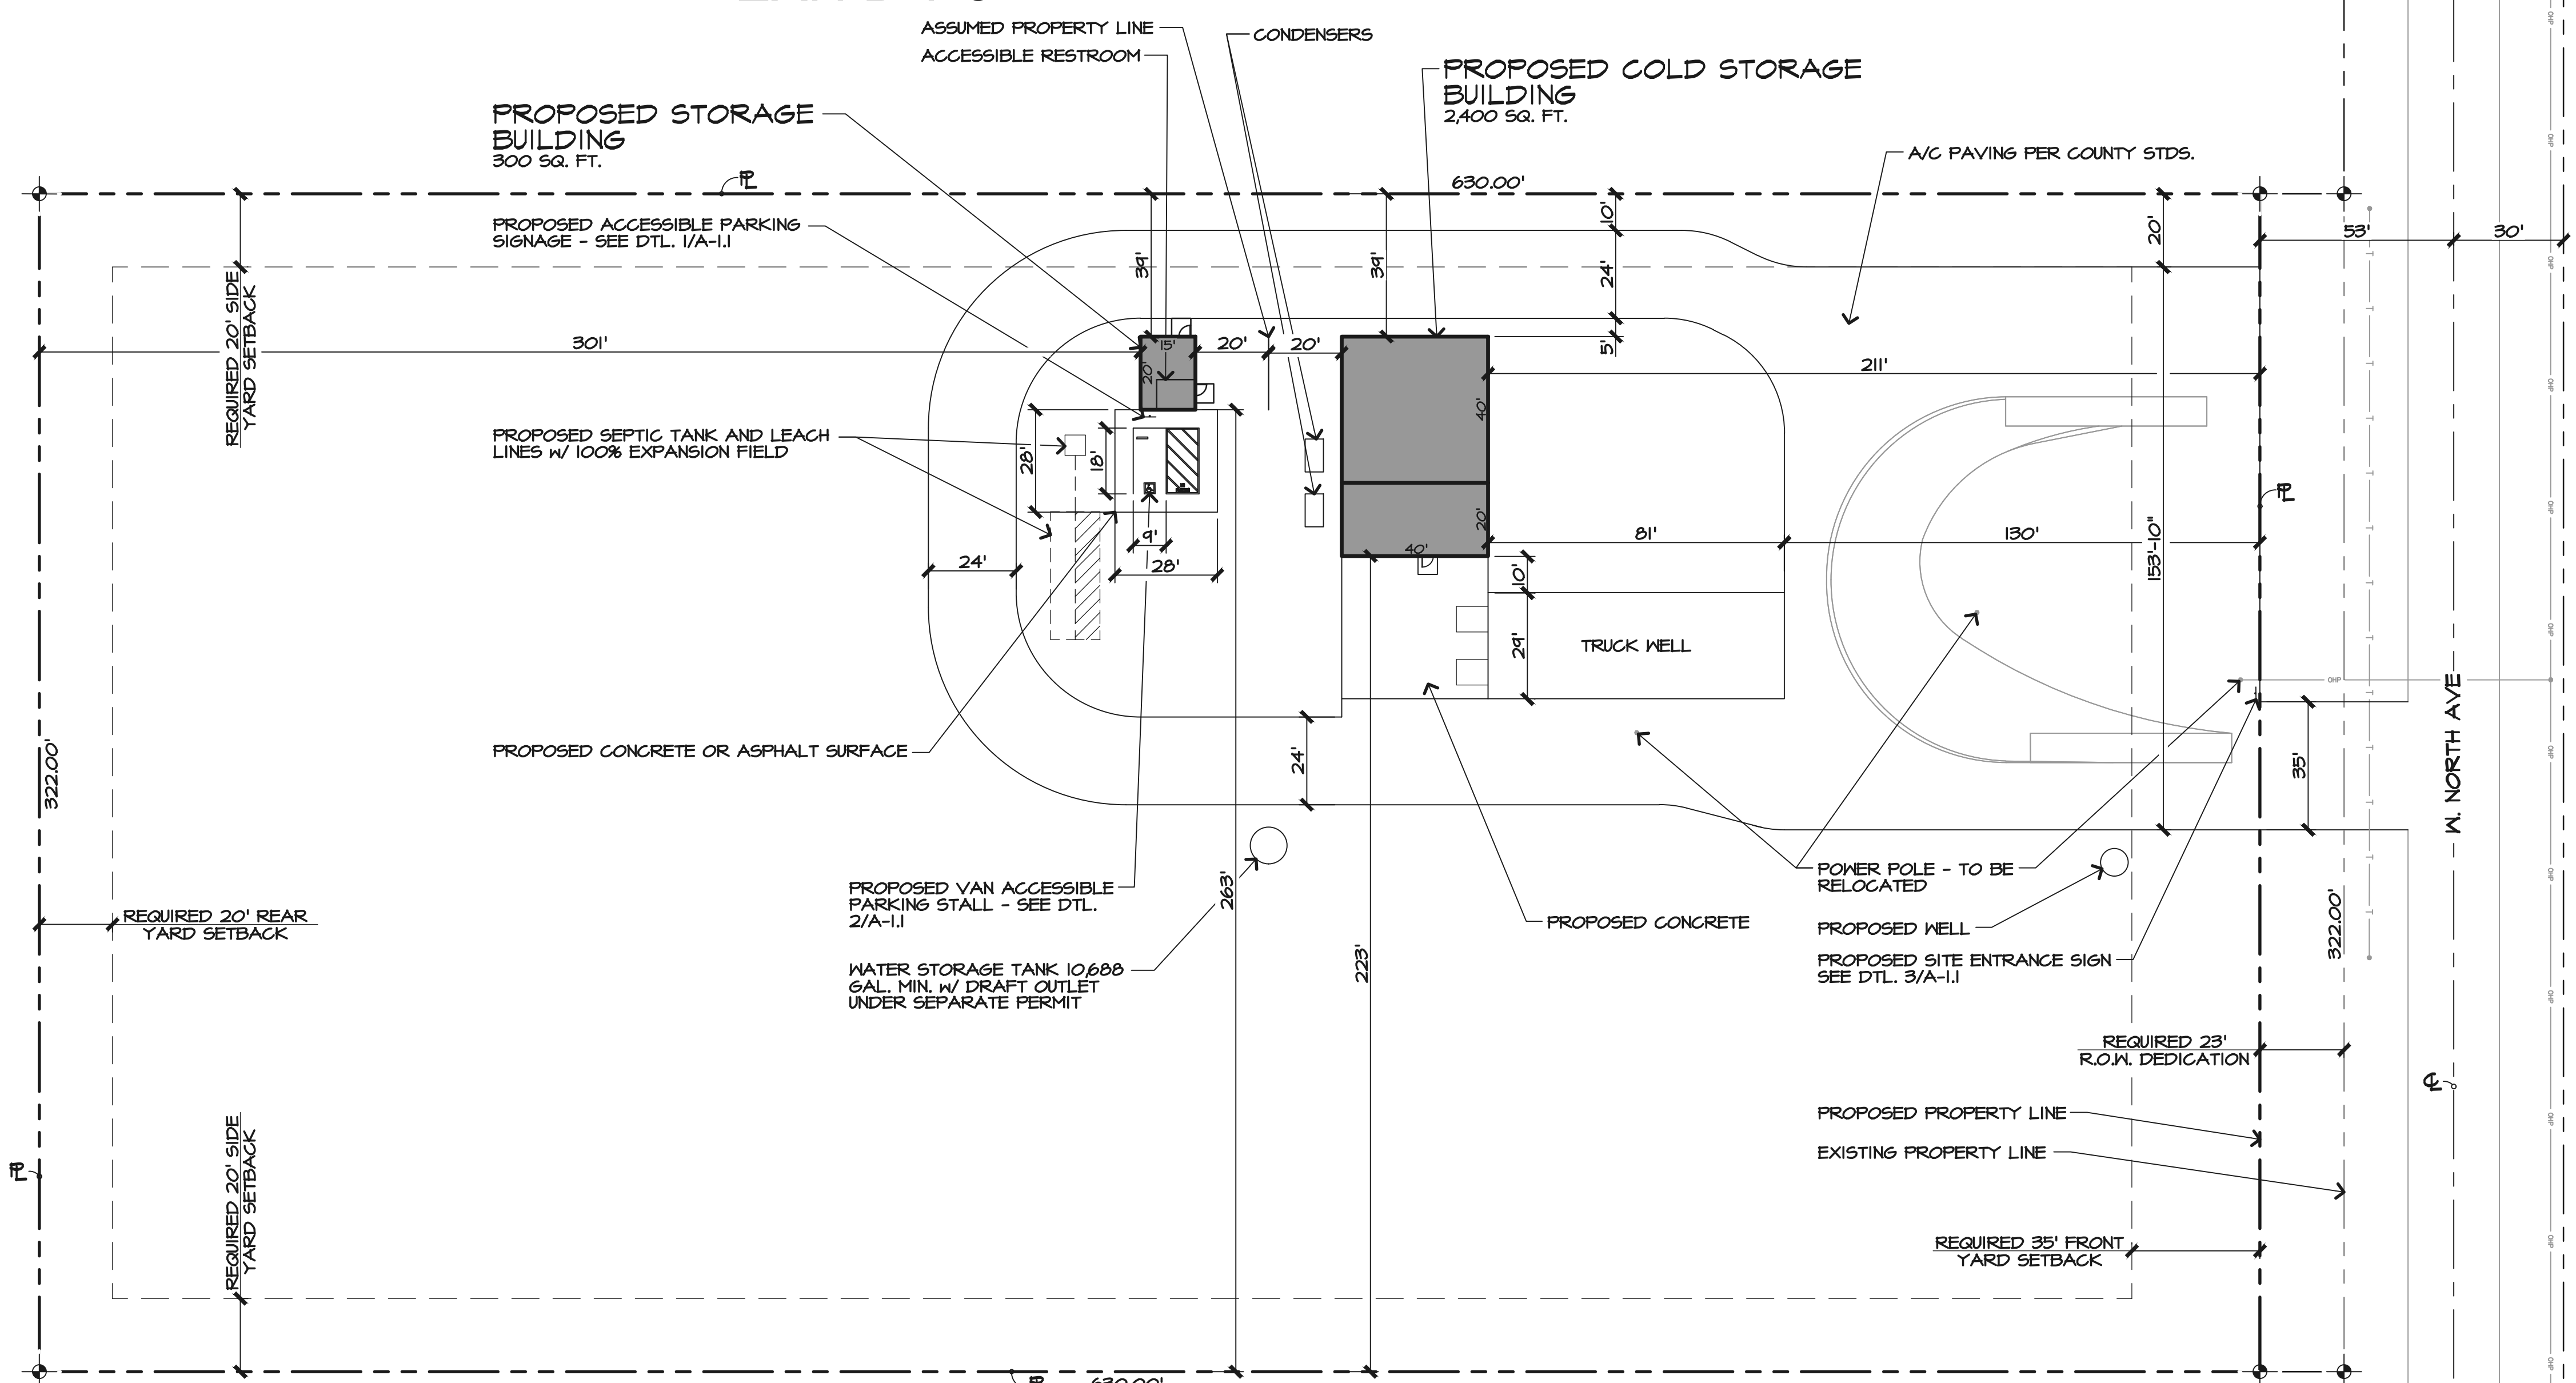 ASSUMED PROPERTY LINE
CONDENSERS
ACCESSIBLE RESTROOM
PROPOSED COLD STORAGE
BUILDING
2,400 SQ. FT.
PROPOSED STORAGE
BUILDING
300 SQ. FT.
A/C PAVING PER COUNTY STDS.
PL
630.00'
PROPOSED ACCESSIBLE PARKING
SIGNAGE - SEE DTL. 1/A-1.1
REQUIRED 20' SIDE
YARD SETBACK
39'
39'
10'
24'
5'
20'
53'
30'
301'
15'
20'
20'
20'
211'
40'
20'
40'
PROPOSED SEPTIC TANK AND LEACH
LINES W/ 100% EXPANSION FIELD
28'
18'
9'
28'
24'
81'
130'
153'-10"
PL
10'
29'
TRUCK WELL
OHP
W. NORTH AVE
35'
322.00'
PROPOSED CONCRETE OR ASPHALT SURFACE
24'
263'
223'
PROPOSED VAN ACCESSIBLE
PARKING STALL - SEE DTL.
2/A-1.1
WATER STORAGE TANK 10,688
GAL. MIN. W/ DRAFT OUTLET
UNDER SEPARATE PERMIT
PROPOSED CONCRETE
POWER POLE - TO BE
RELOCATED
PROPOSED WELL
PROPOSED SITE ENTRANCE SIGN
SEE DTL. 3/A-1.1
322.00'
REQUIRED 20' REAR
YARD SETBACK
REQUIRED 23'
R.O.W. DEDICATION
CL
PROPOSED PROPERTY LINE
EXISTING PROPERTY LINE
PL
REQUIRED 20' SIDE
YARD SETBACK
REQUIRED 35' FRONT
YARD SETBACK
PL
630.00'